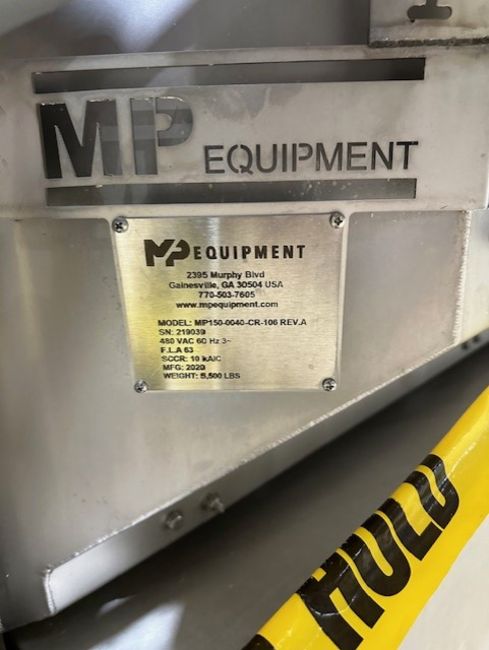 MP EQUIPMENT
MP EQUIPMENT
2395 Murphy Blvd
Gainesville, GA 30504 USA
770-503-7605
www.mpequipment.com
MODEL: MP150-0040-CR-106 REV.A
SN: 219039
480 VAC 60 Hz 3~
F.L.A 63
SCCR: 10 kAIC
MFG: 2020
WEIGHT: 5,500 LBS
HOLD